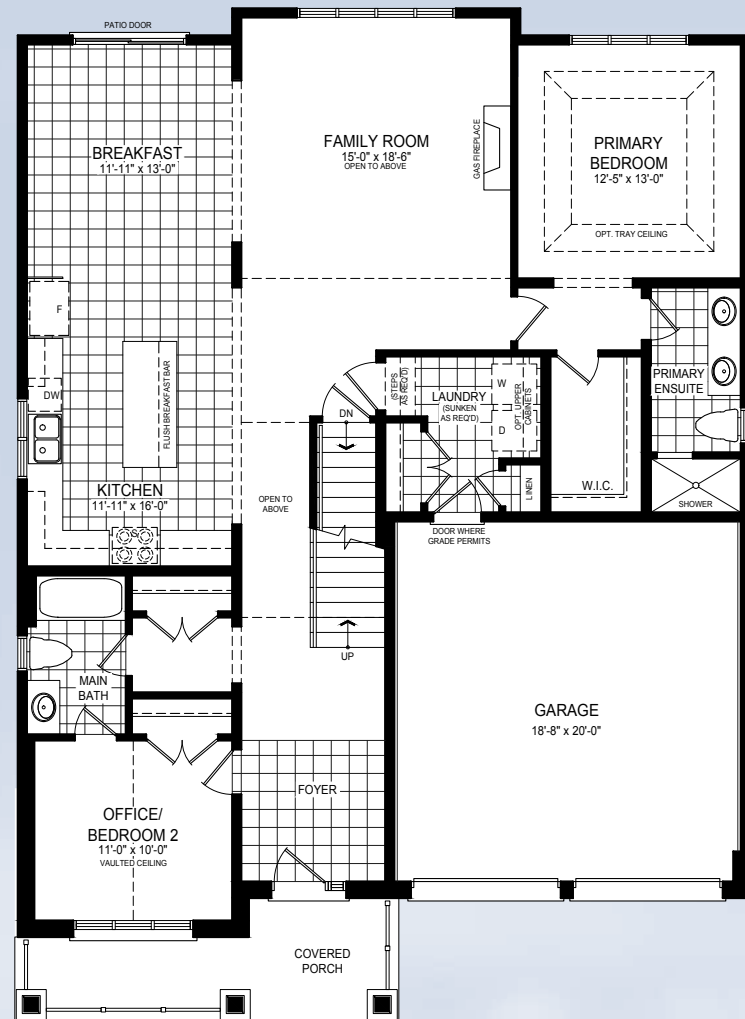 PATIO DOOR
BREAKFAST
11'-11" x 13'-0"
FAMILY ROOM
15'-0" x 18'-6"
OPEN TO ABOVE
GAS FIREPLACE
PRIMARY
BEDROOM
12'-5" x 13'-0"
OPT. TRAY CEILING
F
DW
FLUSH BREAKFAST BAR
KITCHEN
11'-11" x 16'-0"
S
OPEN TO
ABOVE
DN
UP
(STEPS
AS REQ'D)
LAUNDRY
(SUNKEN
AS REQ'D)
W
D
OPT. UPPER
CABINETS
LINEN
W.I.C.
PRIMARY
ENSUITE
SHOWER
DOOR WHERE
GRADE PERMITS
MAIN
BATH
GARAGE
18'-8" x 20'-0"
FOYER
OFFICE/
BEDROOM 2
11'-0" x 10'-0"
VAULTED CEILING
COVERED
PORCH